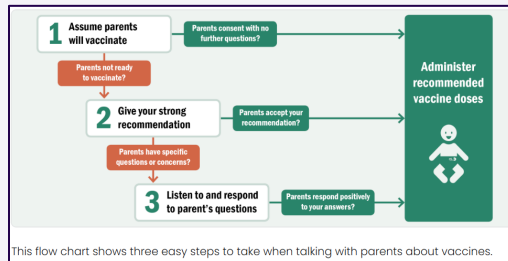 1 Assume parents
will vaccinate
Parents consent with no
further questions?
Parents not ready
to vaccinate?
Administer
recommended
vaccine doses
2 Give your strong
recommendation
Parents accept your
recommendation?
Parents have specific
questions or concerns?
3 Listen to and respond
to parent's questions
Parents respond positively
to your answers?
This flow chart shows three easy steps to take when talking with parents about vaccines.